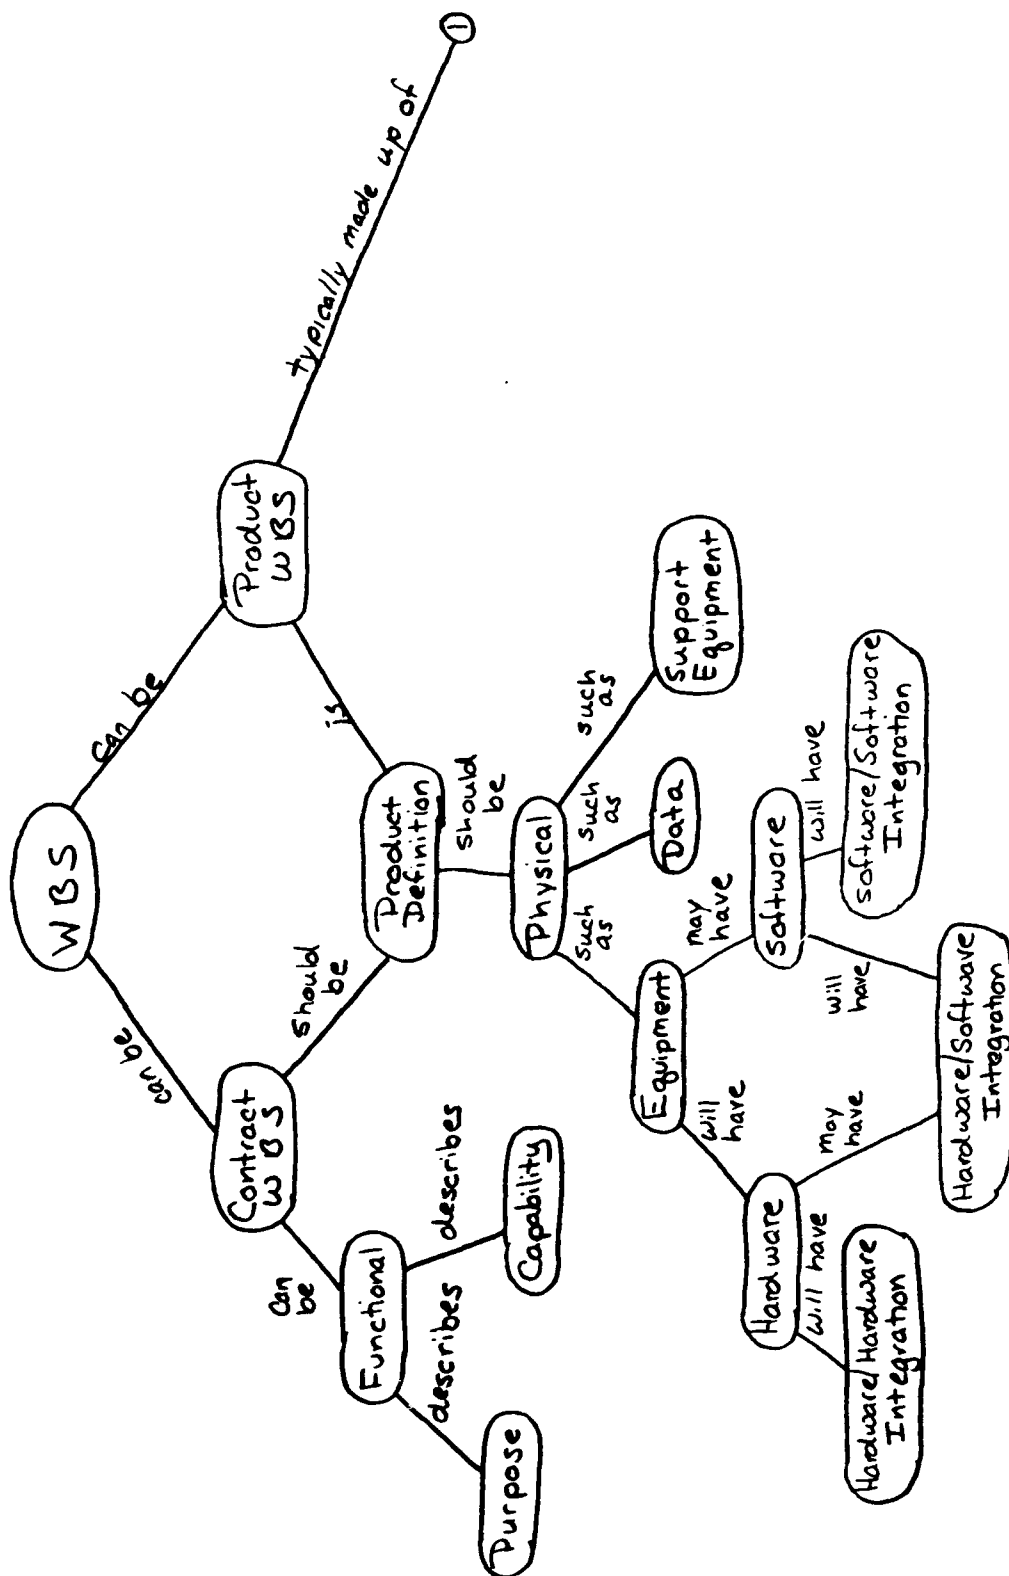 WBS
can be
can be
Contract
WBS
Product
WBS
can
be
should
be
is
typically made up of
1
Functional
Product
Definition
describes
describes
should
be
Purpose
Capability
Physical
such
as
such
as
such
as
Equipment
Data
Support
Equipment
will
have
may
have
Hardware
Software
will have
may
have
will
have
will have
Hardware/Hardware
Integration
Hardware/Software
Integration
Software/Software
Integration